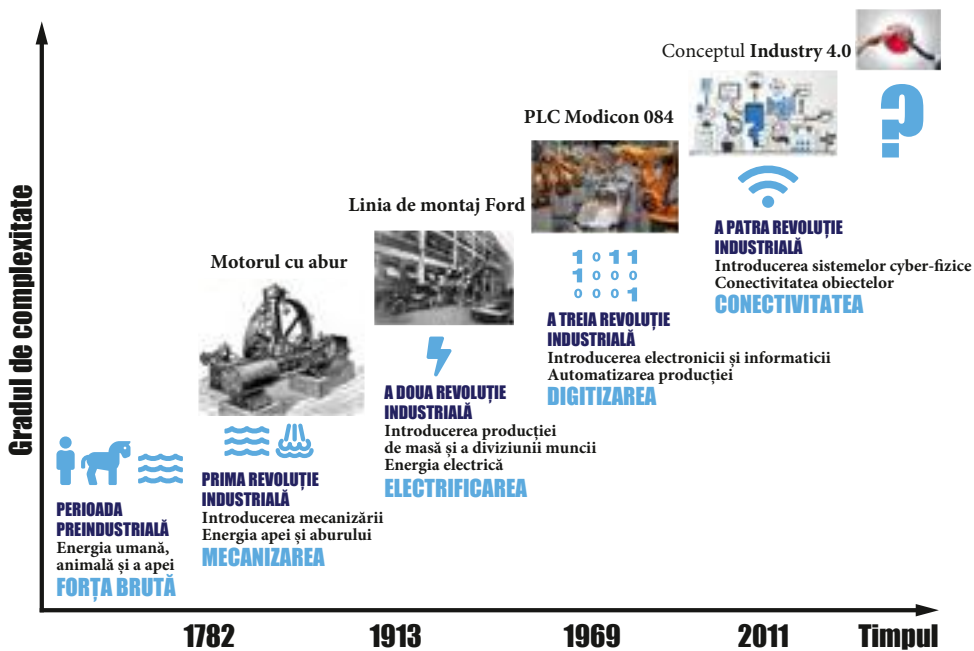 Gradul de complexitate
PERIOADA
PREINDUSTRIALĂ
Energia umană,
animală și a apei
FORȚA BRUTĂ
Motorul cu abur
PRIMA REVOLUȚIE
INDUSTRIALĂ
Introducerea mecanizării
Energia apei și aburului
MECANIZAREA
Linia de montaj Ford
A DOUA REVOLUȚIE
INDUSTRIALĂ
Introducerea producției
de masă și a diviziunii muncii
Energia electrică
ELECTRIFICAREA
PLC Modicon 084
1 0 1 1
1 0 0 0
0 0 0 1
A TREIA REVOLUȚIE
INDUSTRIALĂ
Introducerea electronicii și informaticii
Automatizarea producției
DIGITIZAREA
Conceptul Industry 4.0
A PATRA REVOLUȚIE
INDUSTRIALĂ
Introducerea sistemelor cyber-fizice
Conectivitatea obiectelor
CONECTIVITATEA
?
1782
1913
1969
2011
Timpul